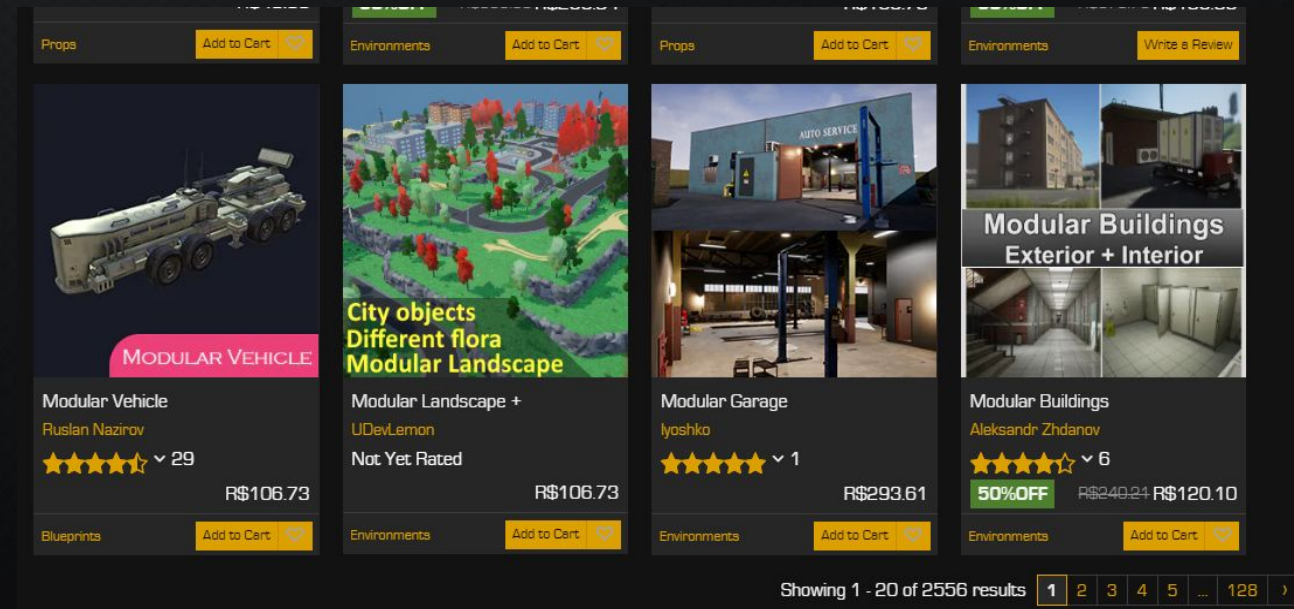 Props
Add to Cart
Environments
Add to Cart
Props
Add to Cart
Environments
Write a Review
MODULAR VEHICLE
City objects
Different flora
Modular Landscape
AUTO SERVICE
Modular Buildings
Exterior + Interior
Modular Vehicle
Ruslan Nazirov
29
R$106.73
Blueprints
Add to Cart
Modular Landscape +
UDevLemon
Not Yet Rated
R$106.73
Environments
Add to Cart
Modular Garage
Iyoshko
1
R$293.61
Environments
Add to Cart
Modular Buildings
Aleksandr Zhdanov
6
50%OFF R$240.21 R$120.10
Environments
Add to Cart
Showing 1 - 20 of 2556 results 1 2 3 4 5 ... 128 ›